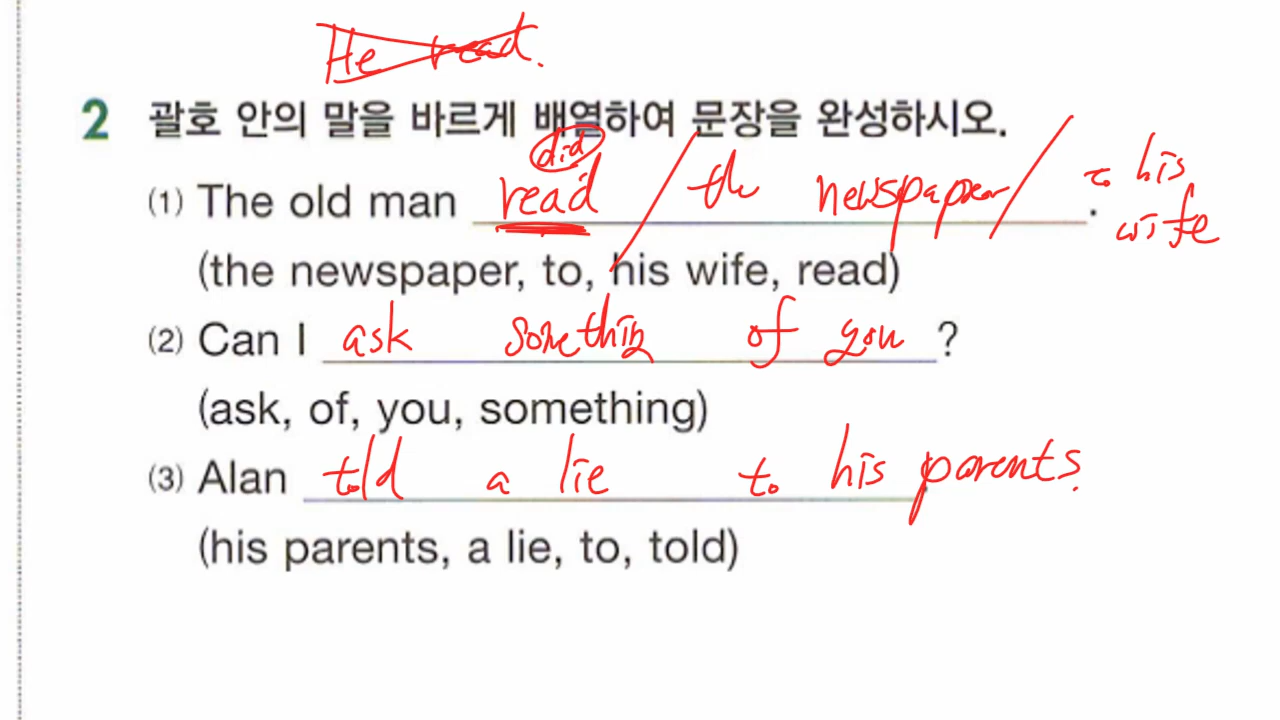 He read.
2 괄호 안의 말을 바르게 배열하여 문장을 완성하시오.
did
(1) The old man read / the newspaper / to his wife.
(the newspaper, to, his wife, read)
(2) Can I ask something of you?
(ask, of, you, something)
(3) Alan told a lie to his parents.
(his parents, a lie, to, told)